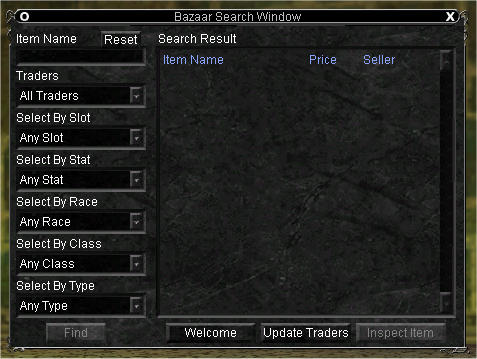 O Bazaar Search Window X
Item Name Reset Search Result
Item Name Price Seller
Traders
All Traders
Select By Slot
Any Slot
Select By Stat
Any Stat
Select By Race
Any Race
Select By Class
Any Class
Select By Type
Any Type
Find Welcome Update Traders Inspect Item